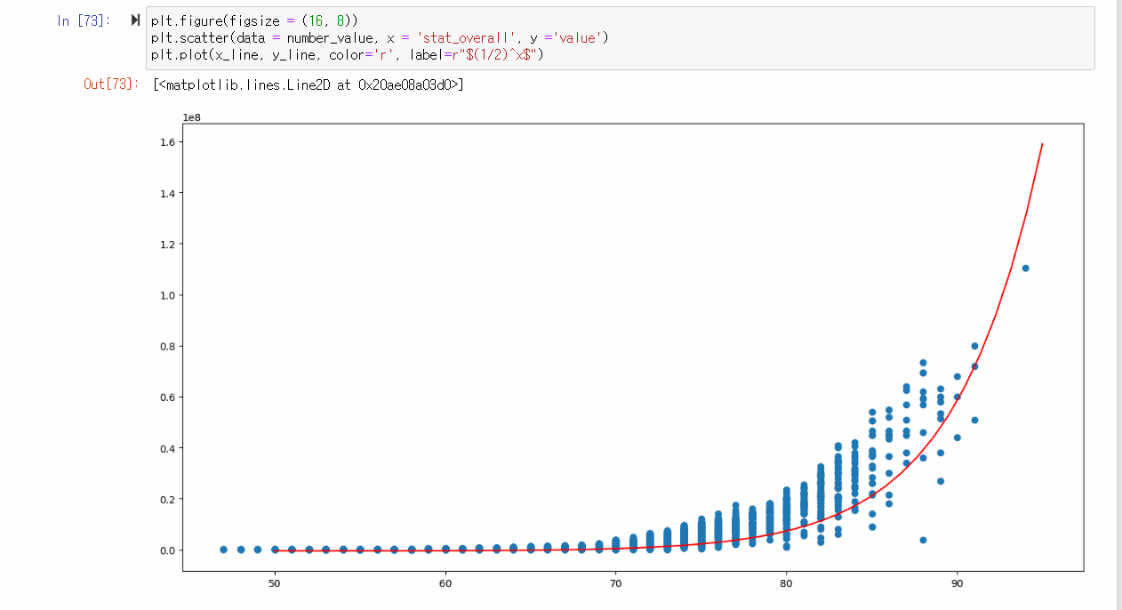 In [73]:
plt.figure(figsize = (16, 8))
plt.scatter(data = number_value, x = 'stat_overall', y ='value')
plt.plot(x_line, y_line, color='r', label=r"$(1/2)^x$")
Out[73]: [<matplotlib.lines.Line2D at 0x20ae08a03d0>]
1e8
1.6
1.4
1.2
1.0
0.8
0.6
0.4
0.2
0.0
50 60 70 80 90